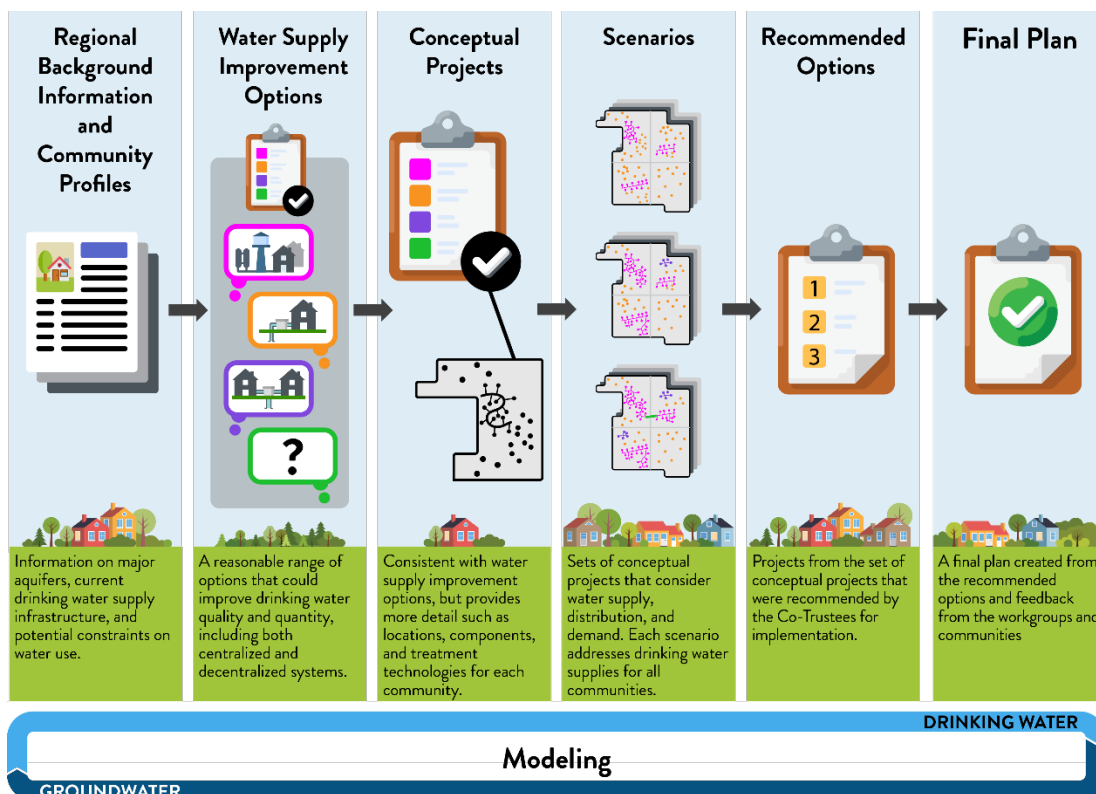 Regional
Background
Information
and
Community
Profiles
Water Supply
Improvement
Options
?
Conceptual
Projects
Scenarios
Recommended
Options
1
2
3
Final Plan
Information on major
aquifers, current
drinking water supply
infrastructure, and
potential constraints on
water use.
A reasonable range of
options that could
improve drinking water
quality and quantity,
including both
centralized and
decentralized systems.
Consistent with water
supply improvement
options, but provides
more detail such as
locations, components,
and treatment
technologies for each
community.
Sets of conceptual
projects that consider
water supply,
distribution, and
demand. Each scenario
addresses drinking water
supplies for all
communities.
Projects from the set of
conceptual projects that
were recommended by
the Co-Trustees for
implementation.
A final plan created from
the recommended
options and feedback
from the workgroups and
communities
DRINKING WATER
Modeling
GROUNDWATER